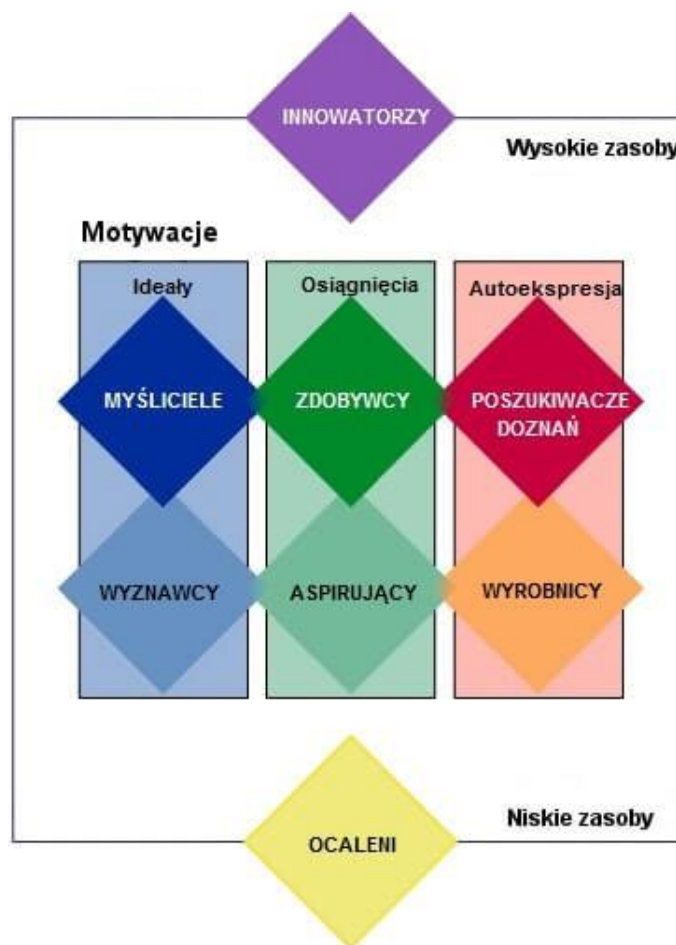 INNOWATORZY
Wysokie zasoby
Motywacje
Ideały
Osiągnięcia
Autoekspresja
MYŚLICIELE
ZDOBYWCY
POSZUKIWACZE
DOZNAŃ
WYZNAWCY
ASPIRUJĄCY
WYROBNICY
Niskie zasoby
OCALENI